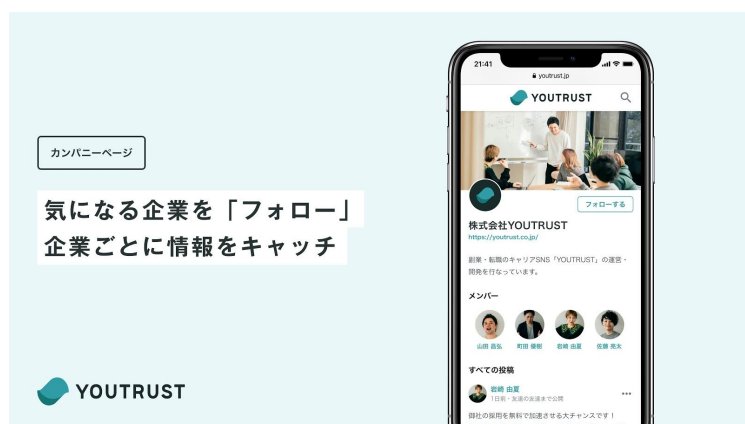 カンパニーページ
気になる企業を「フォロー」
企業ごとに情報をキャッチ
YOUTRUST
21:41
youtrust.jp
YOUTRUST
フォローする
株式会社YOUTRUST
https://youtrust.co.jp/
副業・転職のキャリアSNS「YOUTRUST」の運営・
開発を行なっています。
メンバー
山田 昌弘 町田 優樹 岩崎 由夏 佐藤 亮太
すべての投稿
岩崎 由夏
1日前・友達の友達まで公開
御社の採用を無料で加速させる大チャンスです！